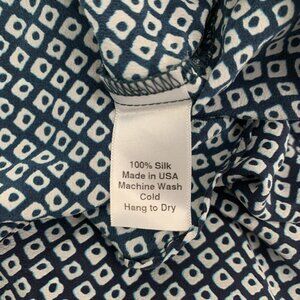 100% Silk
Made in USA
Machine Wash
Cold
Hang to Dry